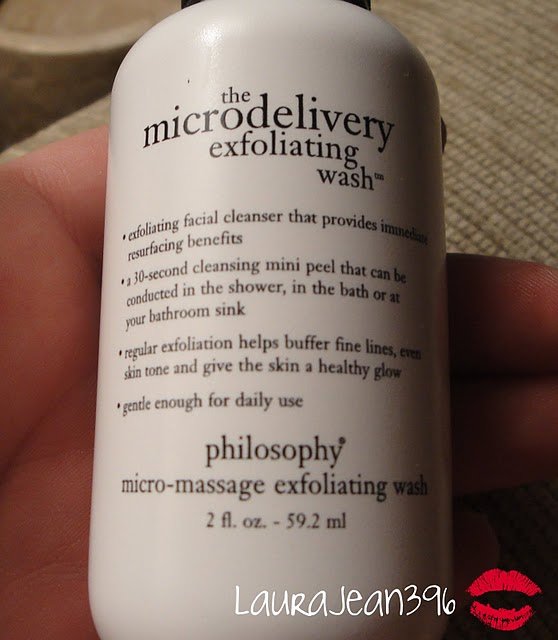 the
microdelivery
exfoliating
wash™
• exfoliating facial cleanser that provides immediate
resurfacing benefits
• a 30-second cleansing mini peel that can be
conducted in the shower, in the bath or at
your bathroom sink
• regular exfoliation helps buffer fine lines, even
skin tone and give the skin a healthy glow
• gentle enough for daily use
philosophy®
micro-massage exfoliating wash
2 fl. oz. - 59.2 ml
LauraJean396